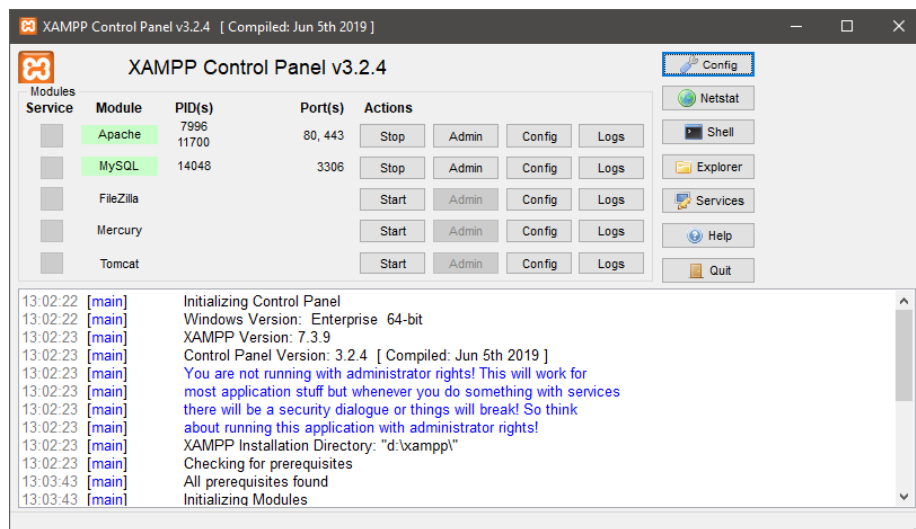 XAMPP Control Panel v3.2.4 [ Compiled: Jun 5th 2019 ]
XAMPP Control Panel v3.2.4
Config
Modules
Service Module PID(s) Port(s) Actions
Netstat
Apache 7996 11700 80, 443 Stop Admin Config Logs
Shell
MySQL 14048 3306 Stop Admin Config Logs
Explorer
FileZilla Start Admin Config Logs
Services
Mercury Start Admin Config Logs
Help
Tomcat Start Admin Config Logs
Quit
13:02:22 [main] Initializing Control Panel
13:02:22 [main] Windows Version: Enterprise 64-bit
13:02:23 [main] XAMPP Version: 7.3.9
13:02:23 [main] Control Panel Version: 3.2.4 [ Compiled: Jun 5th 2019 ]
13:02:23 [main] You are not running with administrator rights! This will work for
13:02:23 [main] most application stuff but whenever you do something with services
13:02:23 [main] there will be a security dialogue or things will break! So think
13:02:23 [main] about running this application with administrator rights!
13:02:23 [main] XAMPP Installation Directory: "d:\xampp\"
13:02:23 [main] Checking for prerequisites
13:03:43 [main] All prerequisites found
13:03:43 [main] Initializing Modules